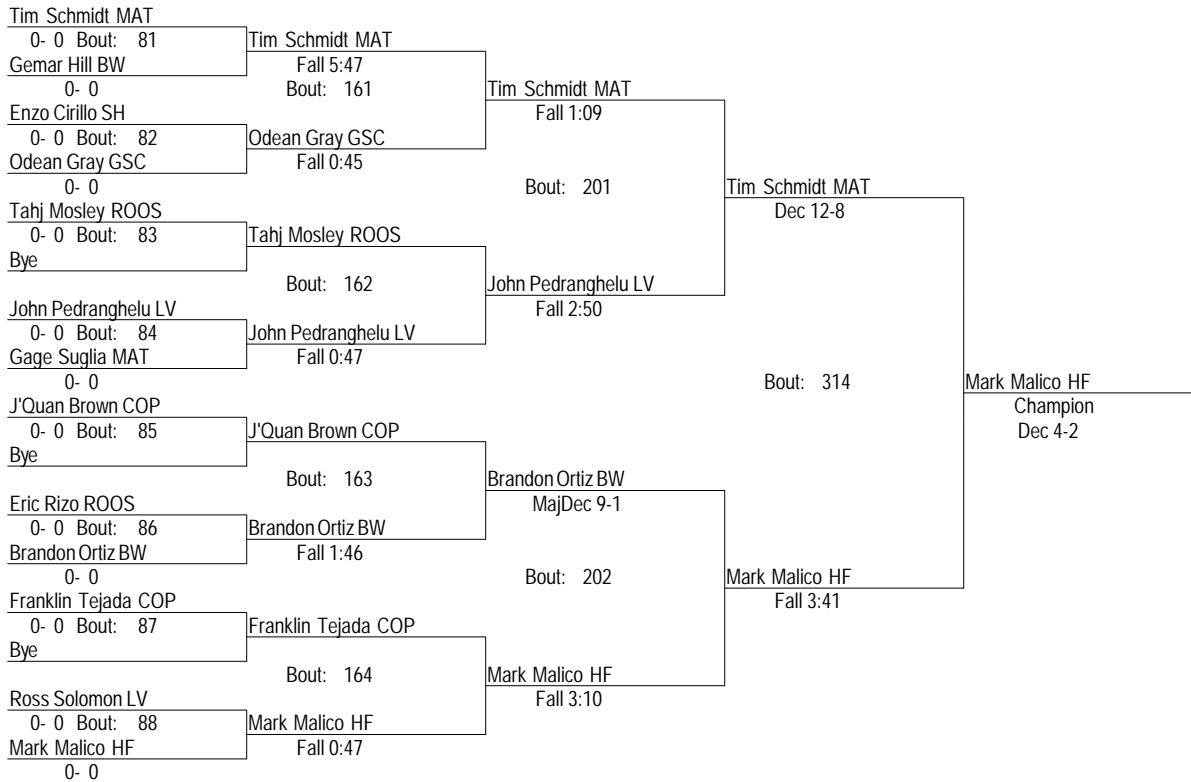 Tim Schmidt MAT
0- 0 Bout: 81
Gemar Hill BW
0- 0
Enzo Cirillo SH
0- 0 Bout: 82
Odean Gray GSC
0- 0
Tahj Mosley ROOS
0- 0 Bout: 83
Bye
John Pedranghelu LV
0- 0 Bout: 84
Gage Suglia MAT
0- 0
J'Quan Brown COP
0- 0 Bout: 85
Bye
Eric Rizo ROOS
0- 0 Bout: 86
Brandon Ortiz BW
0- 0
Franklin Tejada COP
0- 0 Bout: 87
Bye
Ross Solomon LV
0- 0 Bout: 88
Mark Malico HF
0- 0
Tim Schmidt MAT
Fall 5:47
Bout: 161
Odean Gray GSC
Fall 0:45
Tahj Mosley ROOS
Bout: 162
John Pedranghelu LV
Fall 0:47
J'Quan Brown COP
Bout: 163
Brandon Ortiz BW
Fall 1:46
Franklin Tejada COP
Bout: 164
Mark Malico HF
Fall 0:47
Tim Schmidt MAT
Fall 1:09
Bout: 201
John Pedranghelu LV
Fall 2:50
Brandon Ortiz BW
MajDec 9-1
Bout: 202
Mark Malico HF
Fall 3:10
Tim Schmidt MAT
Dec 12-8
Bout: 314
Mark Malico HF
Fall 3:41
Mark Malico HF
Champion
Dec 4-2